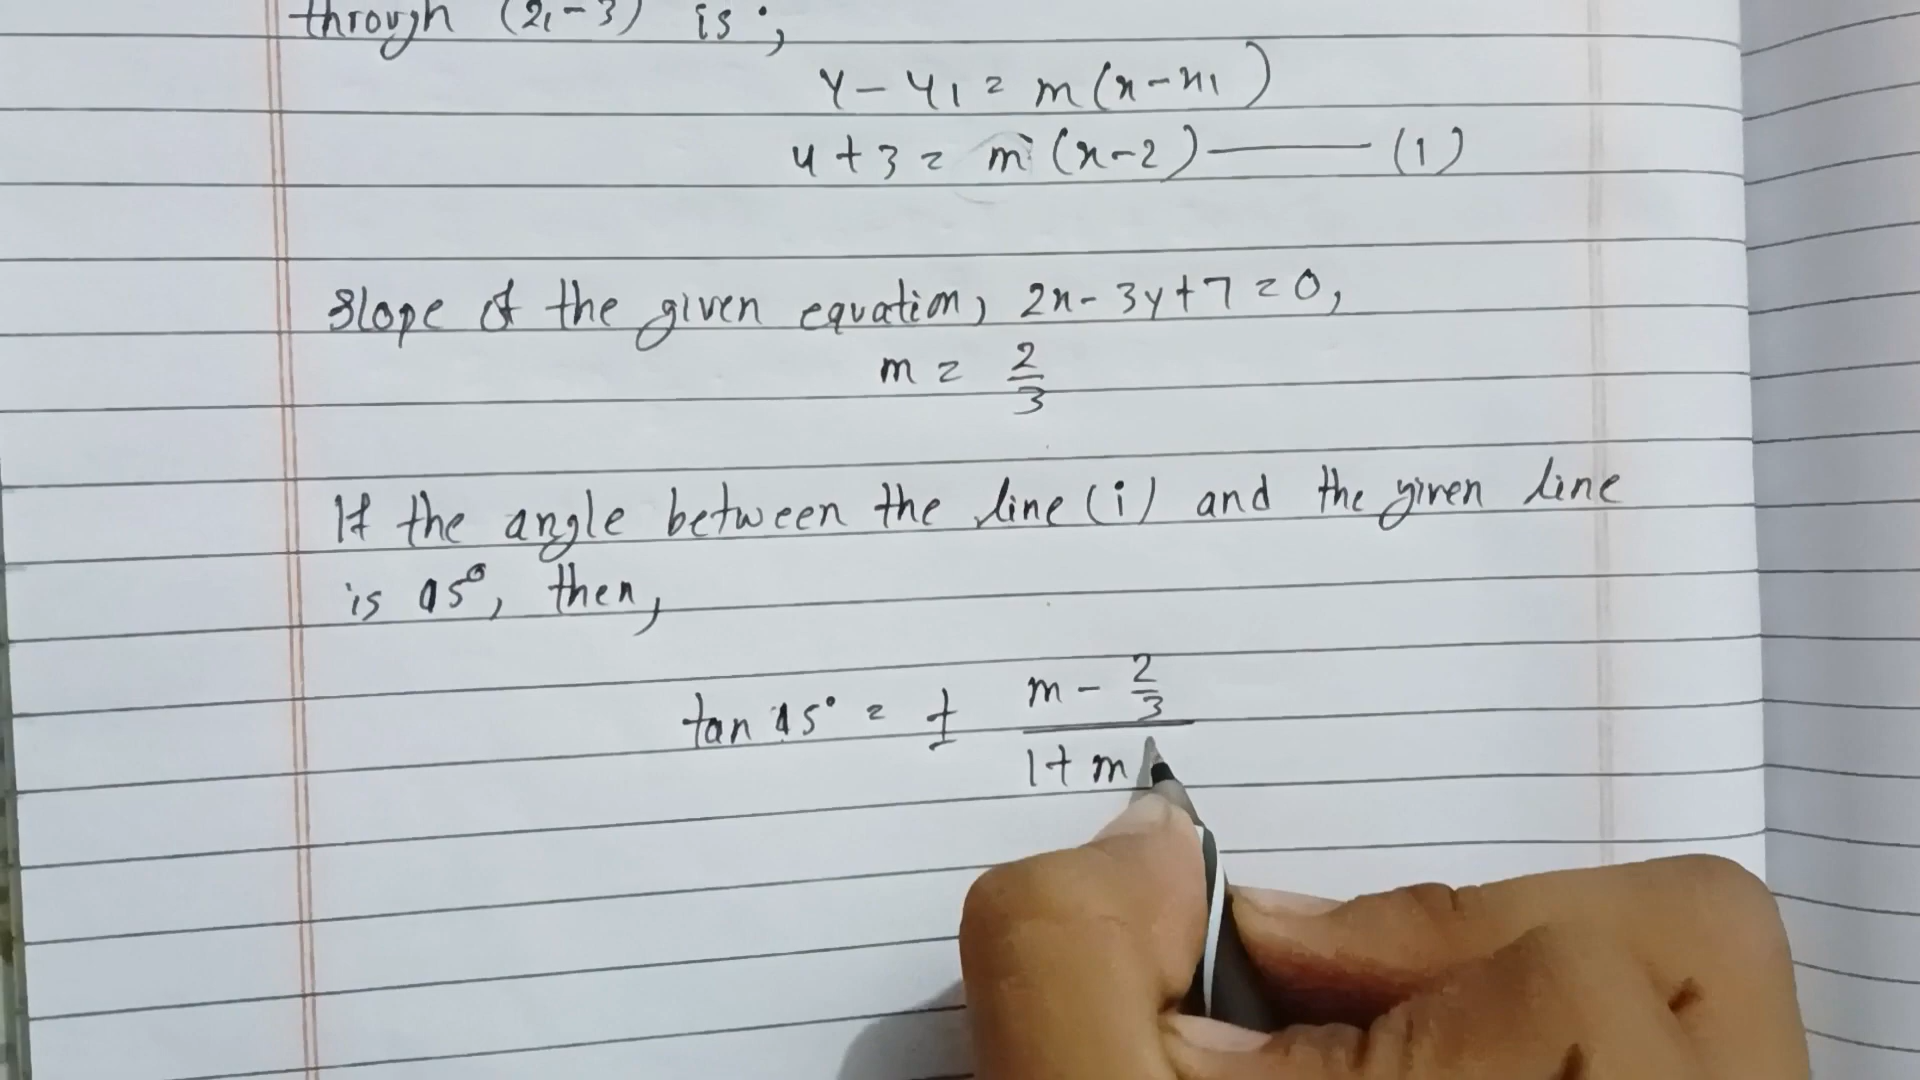 through (2, -3) is ;
y - y1 = m(x - x1)
y + 3 = m (x - 2) —— (1)
slope of the given equation, 2x - 3y + 7 = 0,
m = 2/3
If the angle between the line (i) and the given line
is 45°, then,
tan 45° = ± (m - 2/3)/(1 + m